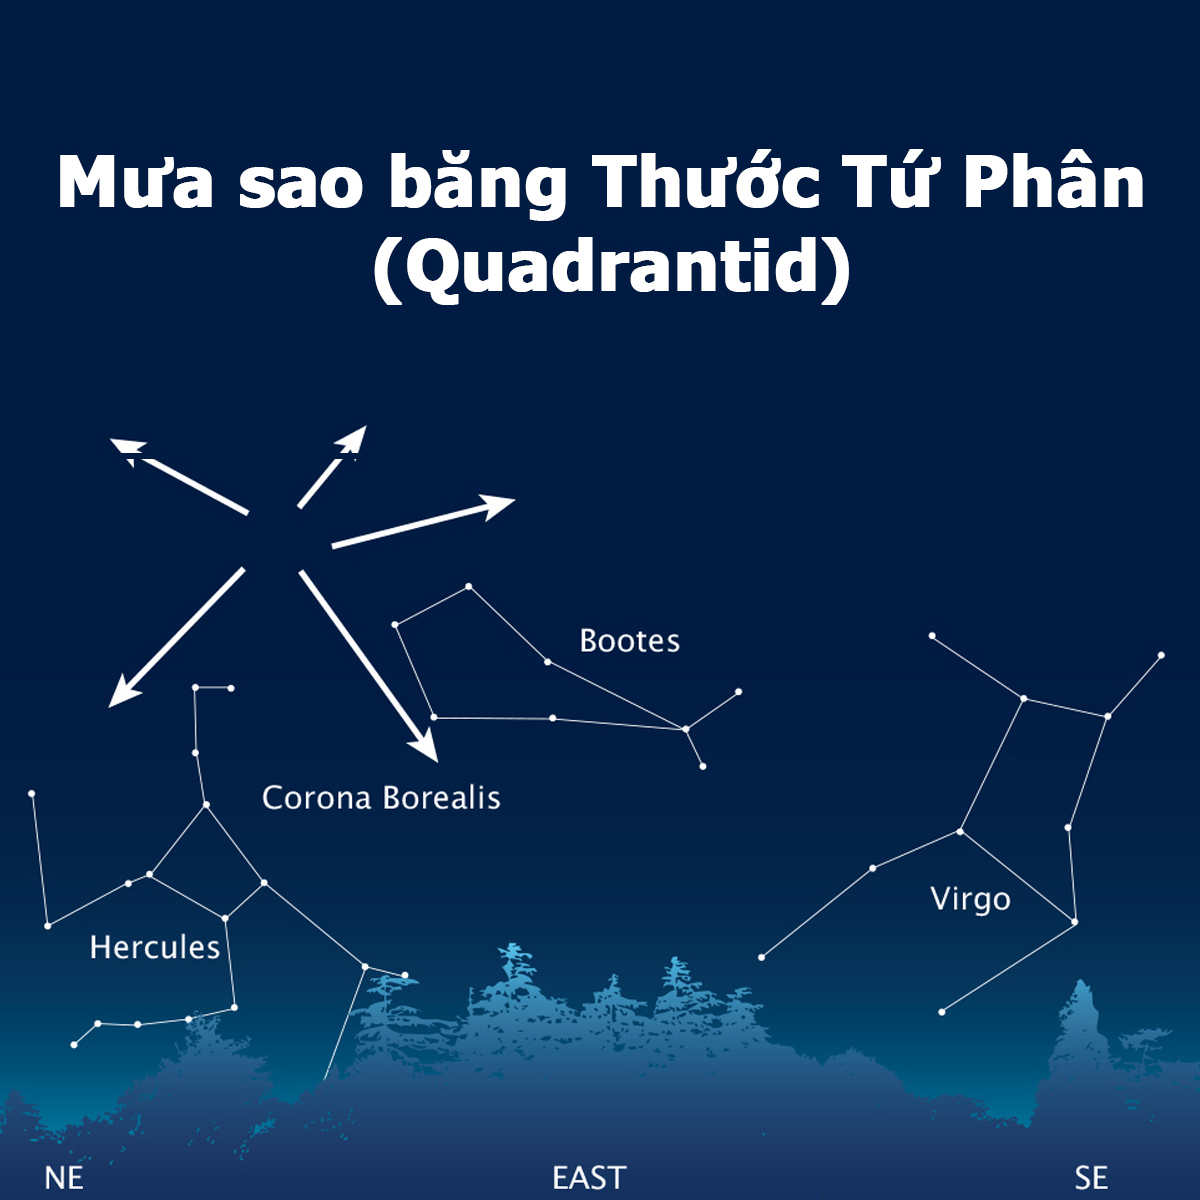 Mưa sao băng Thước Tứ Phân
(Quadrantid)
Bootes
Corona Borealis
Virgo
Hercules
NE
EAST
SE